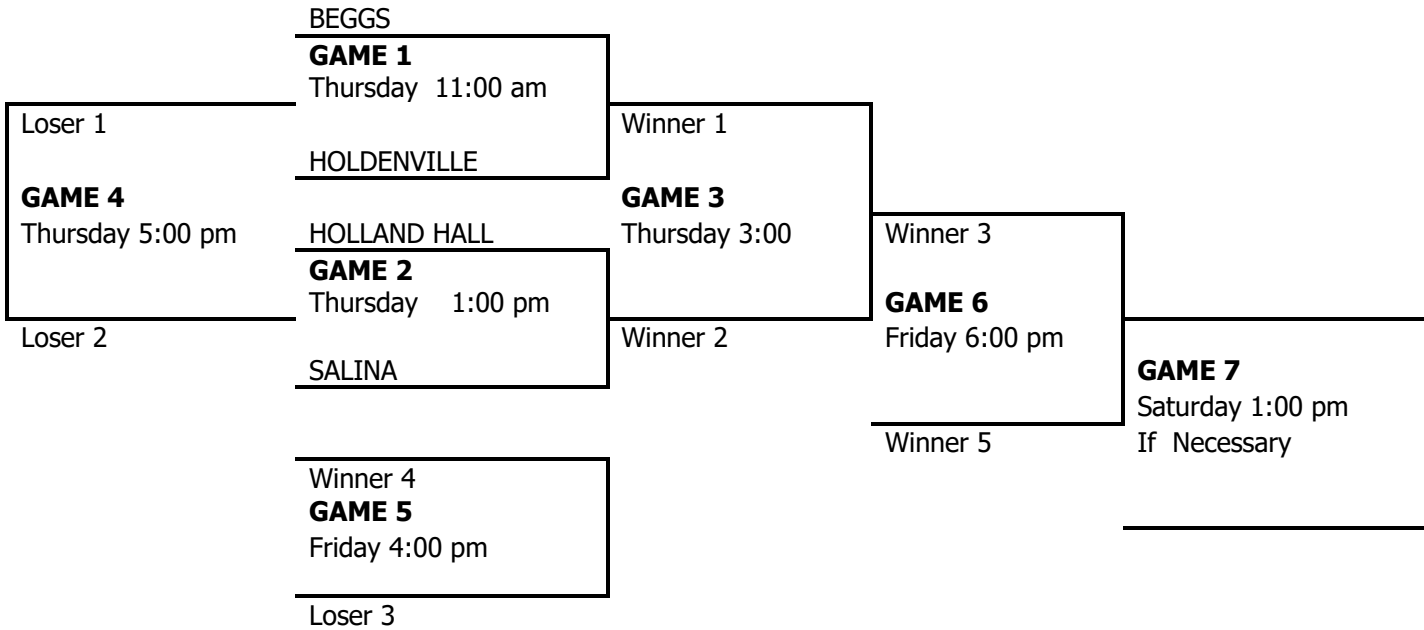 BEGGS
GAME 1
Thursday 11:00 am
Loser 1
Winner 1
HOLDENVILLE
GAME 4
GAME 3
Thursday 5:00 pm
HOLLAND HALL
Thursday 3:00
Winner 3
GAME 2
Thursday 1:00 pm
GAME 6
Loser 2
Winner 2
Friday 6:00 pm
SALINA
GAME 7
Saturday 1:00 pm
Winner 5
If Necessary
Winner 4
GAME 5
Friday 4:00 pm
Loser 3